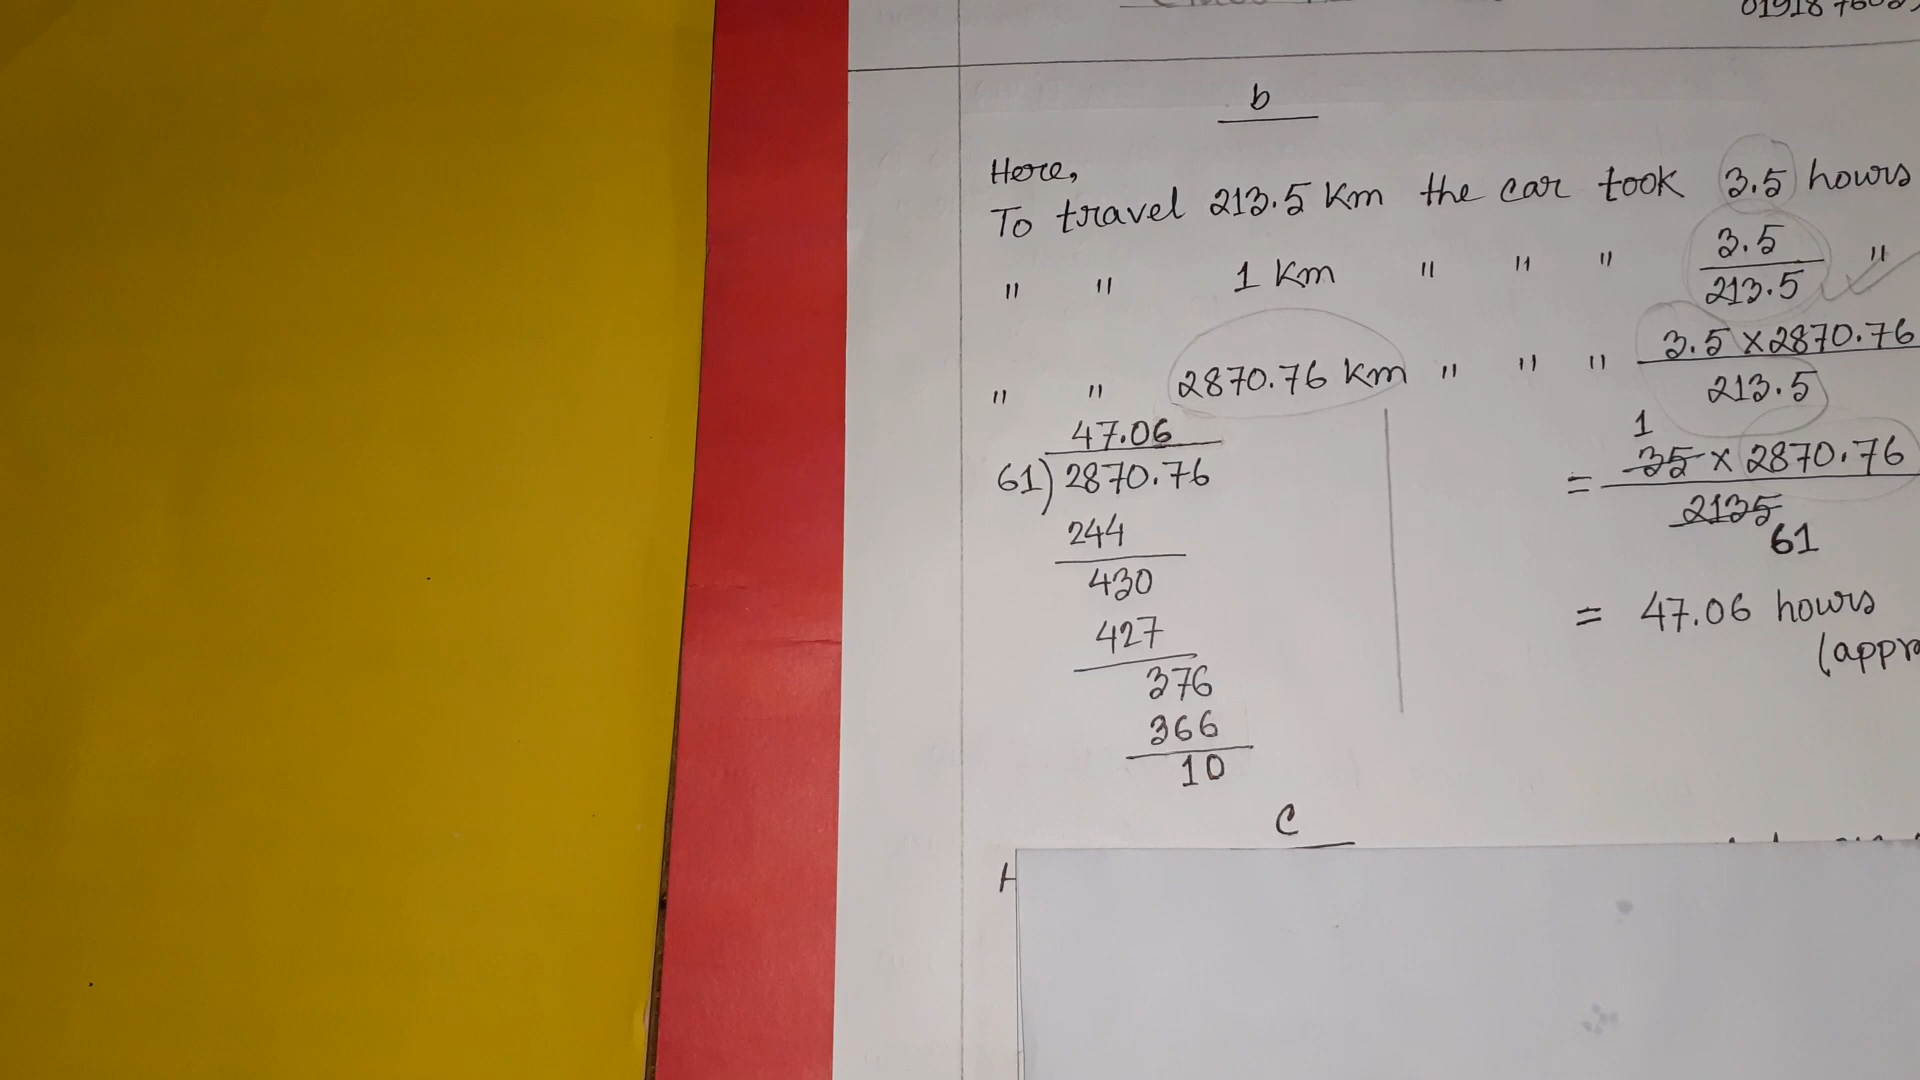 b
Here,
To travel 213.5 Km the car took 3.5 hours
" " 1 Km " " " 3.5/213.5 "
" " 2870.76 Km " " " 3.5 × 2870.76
213.5
47.06
61)2870.76
244
430
427
376
366
10
1
= 35 × 2870.76
2135
61
= 47.06 hours
(appr
C